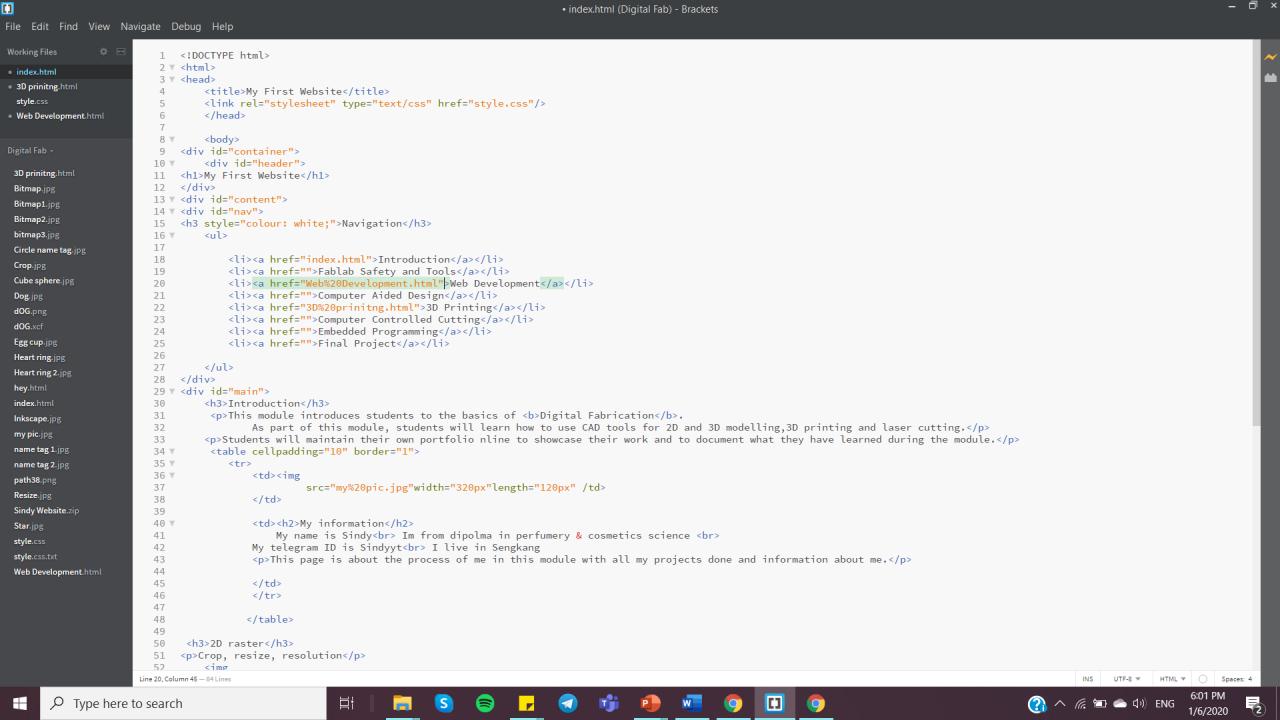 • index.html (Digital Fab) - Brackets
File Edit Find View Navigate Debug Help
Working Files
index.html
3D prinitng.html
style.css
Web Development.html
Digital Fab
3D prinitng.html
Bitmap.jpg
Bitmap1.jpg
Bitmap2.jpg
bitmap3.jpg
Circle name tag.jpg
Crop.jpg
Cube sphere.jpg
Dog.jpg
dOG.png
dOG.xcf
Egg cup.jpg
Heart ring.jpg
Heart ring 2.jpg
hey.html
index.html
Inkscape.jpg
my pic.jpg
name tag 1.jpg
name tag 2.jpg
path38.png
Resize.jpg
Sindy Website.zip
Star.jpg
style.css
style.css.txt
Web Development.html
1 <!DOCTYPE html>
2 <html>
3 <head>
4 <title>My First Website</title>
5 <link rel="stylesheet" type="text/css" href="style.css"/>
6 </head>
7
8 <body>
9 <div id="container">
10 <div id="header">
11 <h1>My First Website</h1>
12 </div>
13 <div id="content">
14 <div id="nav">
15 <h3 style="colour: white;">Navigation</h3>
16 <ul>
17
18 <li><a href="index.html">Introduction</a></li>
19 <li><a href="">Fablab Safety and Tools</a></li>
20 <li><a href="Web%20Development.html">Web Development</a></li>
21 <li><a href="">Computer Aided Design</a></li>
22 <li><a href="3D%20prinitng.html">3D Printing</a></li>
23 <li><a href="">Computer Controlled Cutting</a></li>
24 <li><a href="">Embedded Programming</a></li>
25 <li><a href="">Final Project</a></li>
26
27 </ul>
28 </div>
29 <div id="main">
30 <h3>Introduction</h3>
31 <p>This module introduces students to the basics of <b>Digital Fabrication</b>.
32 As part of this module, students will learn how to use CAD tools for 2D and 3D modelling,3D printing and laser cutting.</p>
33 <p>Students will maintain their own portfolio nline to showcase their work and to document what they have learned during the module.</p>
34 <table cellpadding="10" border="1">
35 <tr>
36 <td><img
37 src="my%20pic.jpg"width="320px"length="120px" /td>
38 </td>
39
40 <td><h2>My information</h2>
41 My name is Sindy<br> Im from dipolma in perfumery & cosmetics science <br>
42 My telegram ID is Sindyyt<br> I live in Sengkang
43 <p>This page is about the process of me in this module with all my projects done and information about me.</p>
44
45 </td>
46 </tr>
47
48 </table>
49
50 <h3>2D raster</h3>
51 <p>Crop, resize, resolution</p>
52 <img
Line 20, Column 45 — 84 Lines
INS UTF-8 HTML Spaces: 4
Type here to search
ENG
6:01 PM
1/6/2020
2